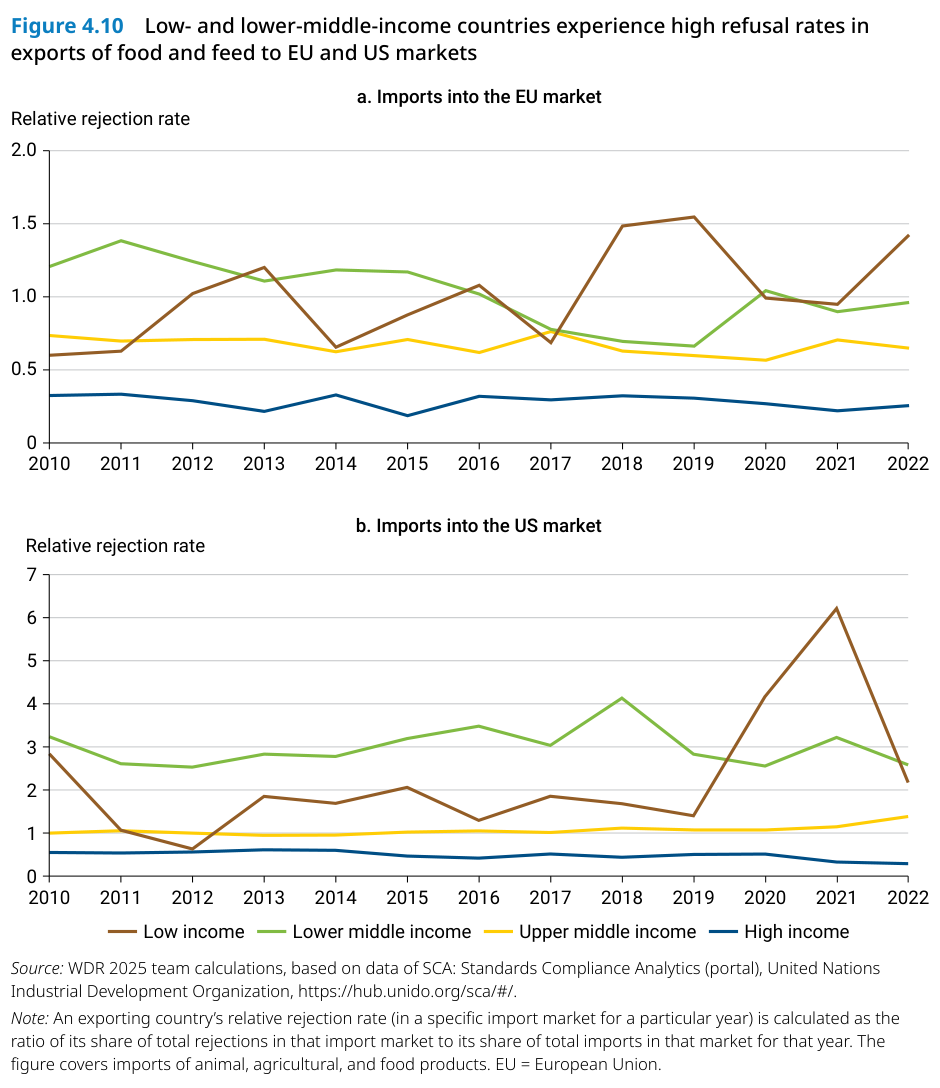 Figure 4.10 Low- and lower-middle-income countries experience high refusal rates in
exports of food and feed to EU and US markets
a. Imports into the EU market
Relative rejection rate
2.0
1.5
1.0
0.5
0
2010 2011 2012 2013 2014 2015 2016 2017 2018 2019 2020 2021 2022
b. Imports into the US market
Relative rejection rate
7
6
5
4
3
2
1
0
2010 2011 2012 2013 2014 2015 2016 2017 2018 2019 2020 2021 2022
Low income Lower middle income Upper middle income High income
Source: WDR 2025 team calculations, based on data of SCA: Standards Compliance Analytics (portal), United Nations
Industrial Development Organization, https://hub.unido.org/sca/#/.
Note: An exporting country's relative rejection rate (in a specific import market for a particular year) is calculated as the
ratio of its share of total rejections in that import market to its share of total imports in that market for that year. The
figure covers imports of animal, agricultural, and food products. EU = European Union.